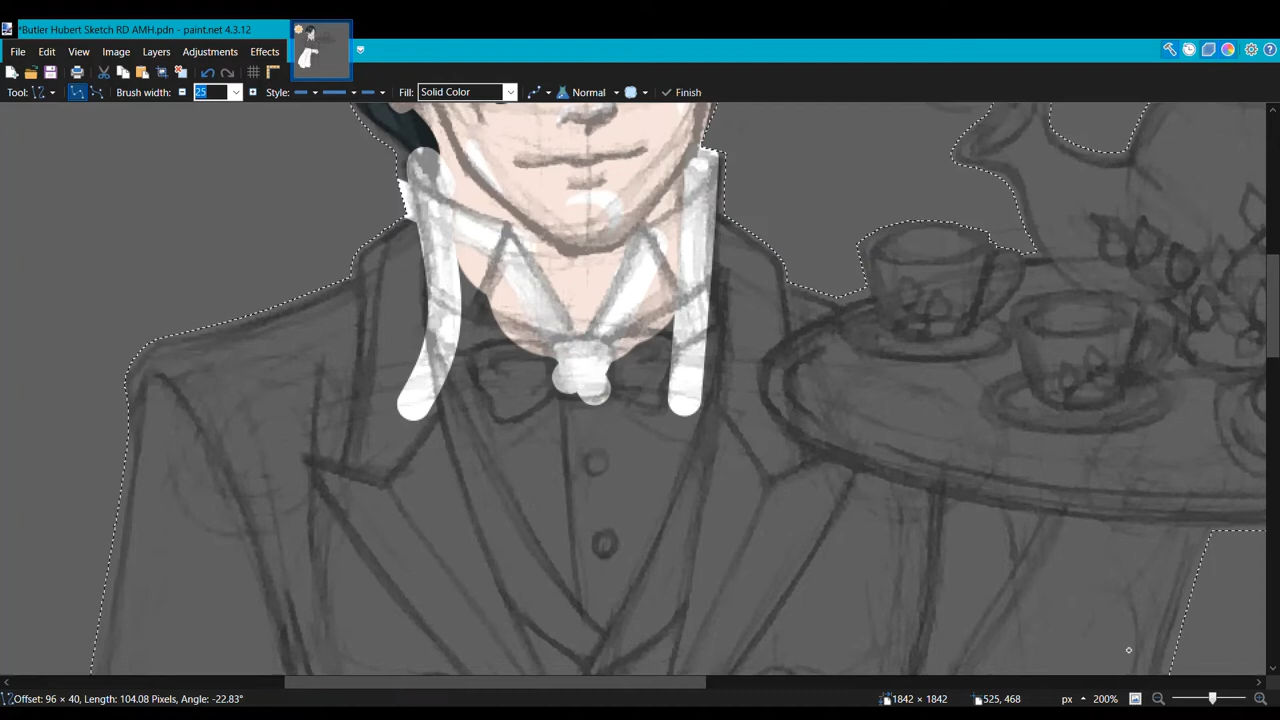 *Butler Hubert Sketch RD AMH.pdn - paint.net 4.3.12
File Edit View Image Layers Adjustments Effects
Tool: Brush width: 25 Style: Fill: Solid Color Normal Finish
Offset: 96 × 40, Length: 104.08 Pixels, Angle: -22.83° 1842 × 1842 525, 468 px 200%